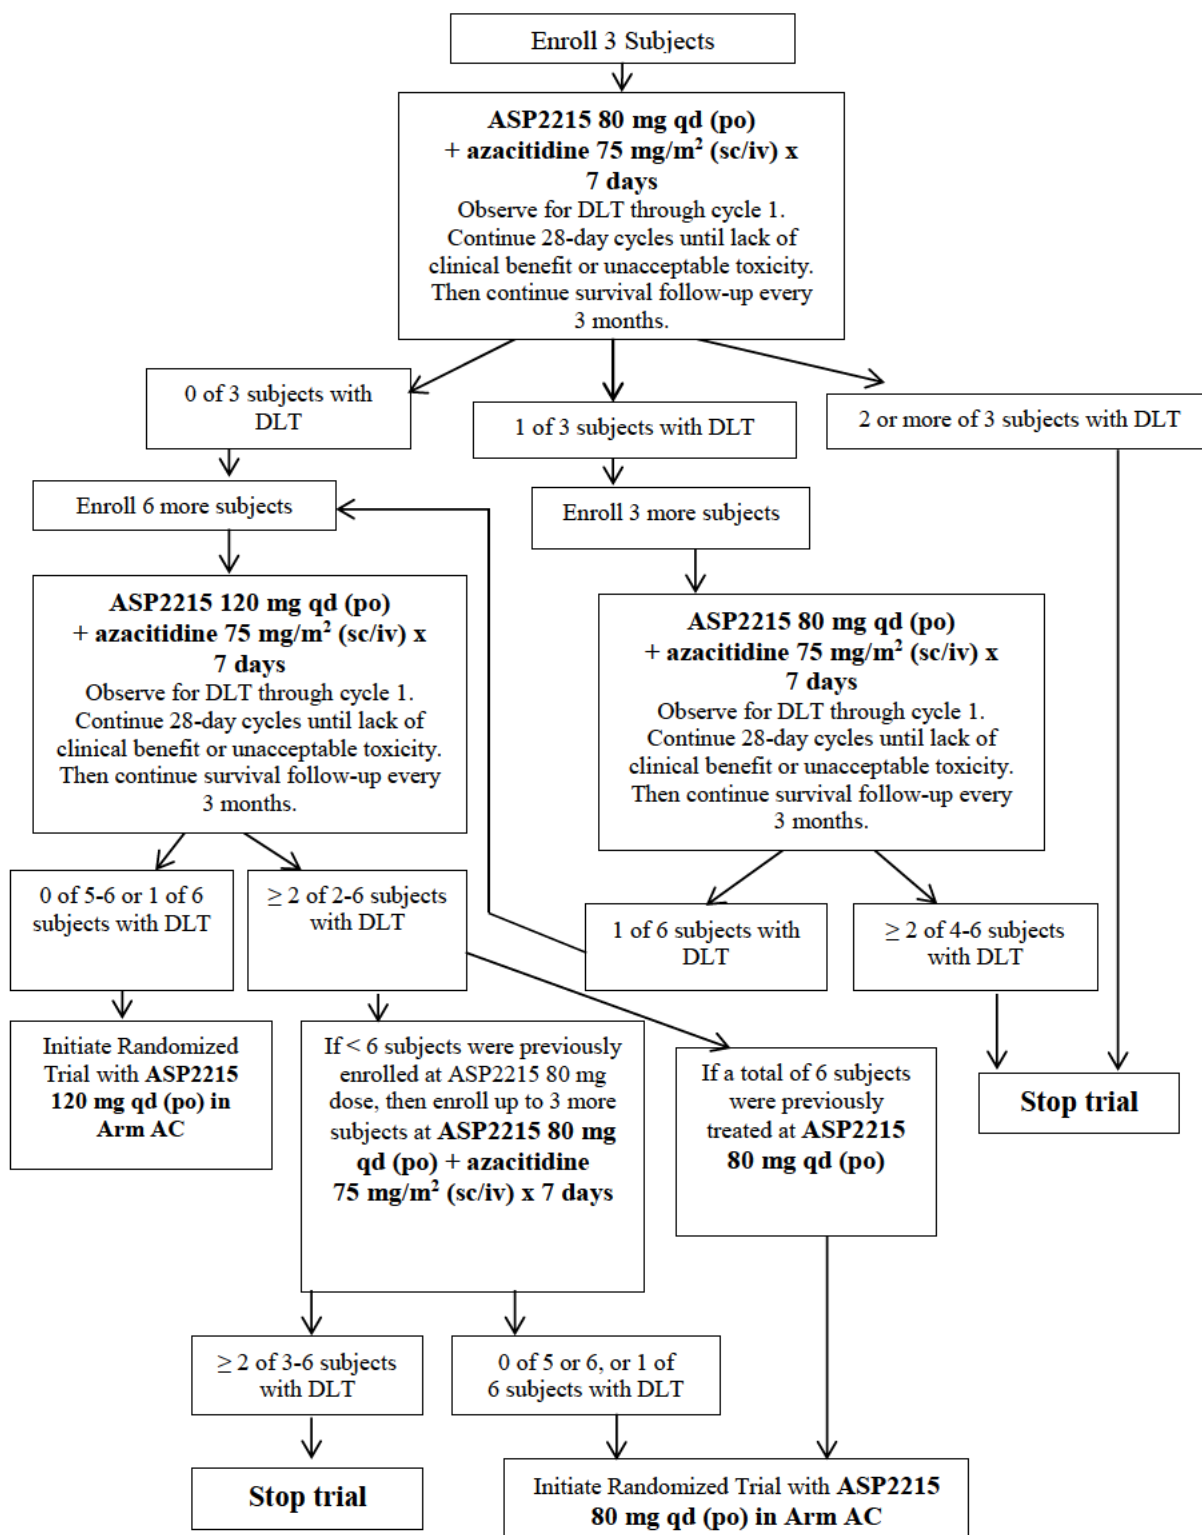 Enroll 3 Subjects
ASP2215 80 mg qd (po)
+ azacitidine 75 mg/m² (sc/iv) x
7 days
Observe for DLT through cycle 1.
Continue 28-day cycles until lack of
clinical benefit or unacceptable toxicity.
Then continue survival follow-up every
3 months.
0 of 3 subjects with
DLT
1 of 3 subjects with DLT
2 or more of 3 subjects with DLT
Enroll 6 more subjects
Enroll 3 more subjects
ASP2215 120 mg qd (po)
+ azacitidine 75 mg/m² (sc/iv) x
7 days
Observe for DLT through cycle 1.
Continue 28-day cycles until lack of
clinical benefit or unacceptable toxicity.
Then continue survival follow-up every
3 months.
ASP2215 80 mg qd (po)
+ azacitidine 75 mg/m² (sc/iv) x
7 days
Observe for DLT through cycle 1.
Continue 28-day cycles until lack of
clinical benefit or unacceptable toxicity.
Then continue survival follow-up every
3 months.
0 of 5-6 or 1 of 6
subjects with DLT
≥ 2 of 2-6 subjects
with DLT
1 of 6 subjects with
DLT
≥ 2 of 4-6 subjects
with DLT
Initiate Randomized
Trial with ASP2215
120 mg qd (po) in
Arm AC
If < 6 subjects were previously
enrolled at ASP2215 80 mg
dose, then enroll up to 3 more
subjects at ASP2215 80 mg
qd (po) + azacitidine
75 mg/m² (sc/iv) x 7 days
If a total of 6 subjects
were previously
treated at ASP2215
80 mg qd (po)
Stop trial
≥ 2 of 3-6 subjects
with DLT
0 of 5 or 6, or 1 of
6 subjects with DLT
Stop trial
Initiate Randomized Trial with ASP2215
80 mg qd (po) in Arm AC